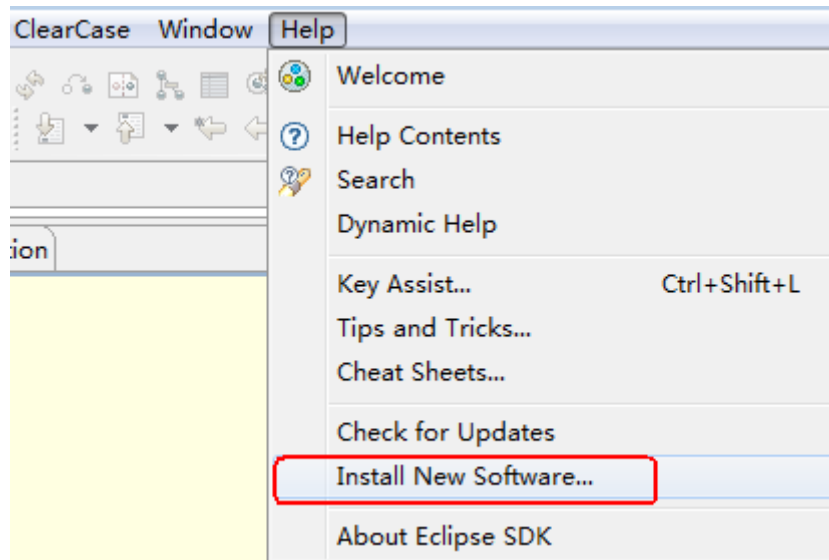 ClearCase Window Help
Welcome
Help Contents
Search
Dynamic Help
tion
Key Assist... Ctrl+Shift+L
Tips and Tricks...
Cheat Sheets...
Check for Updates
Install New Software...
About Eclipse SDK